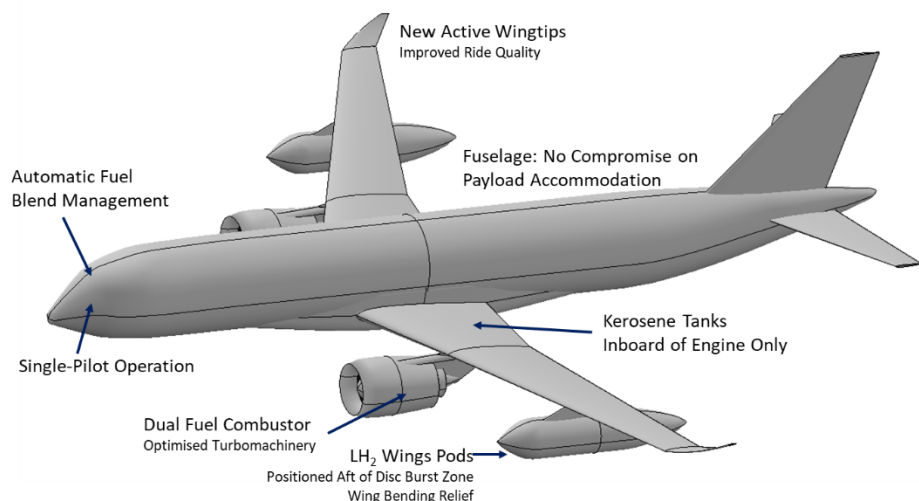 New Active Wingtips
Improved Ride Quality
Fuselage: No Compromise on
Payload Accommodation
Automatic Fuel
Blend Management
Kerosene Tanks
Inboard of Engine Only
Single-Pilot Operation
Dual Fuel Combustor
Optimised Turbomachinery
LH₂ Wings Pods
Positioned Aft of Disc Burst Zone
Wing Bending Relief